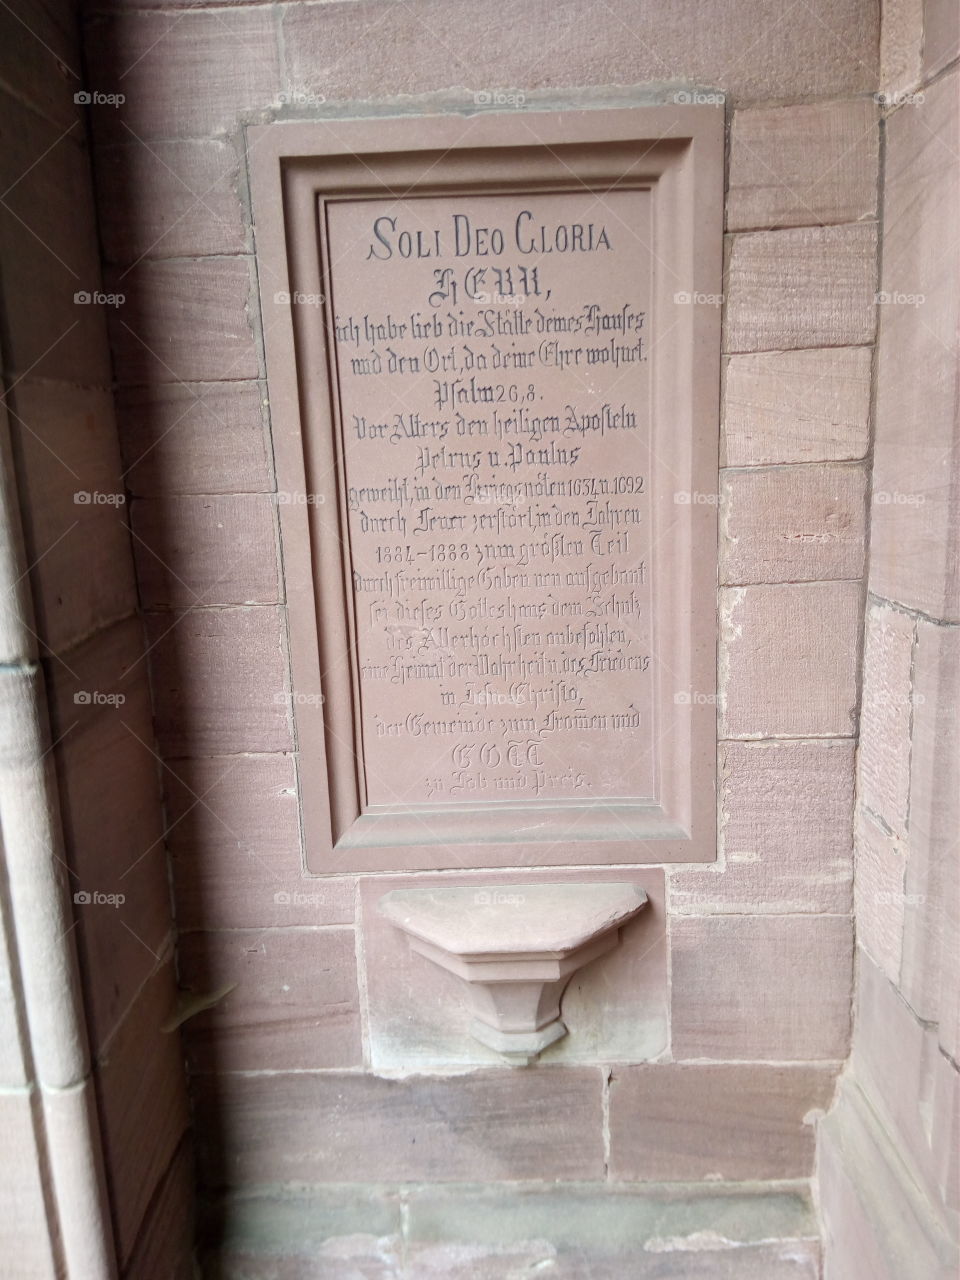 SOLI DEO GLORIA
HERR,
ich habe lieb die Stätte deines Hauses
und den Ort, da deine Ehre wohnet.
Psalm 26,8.
Vor Alters den heiligen Aposteln
Petrus u. Paulus
geweiht, in den Kriegsnöten 1634 u. 1692
durch Feuer zerstört, in den Jahren
1884-1888 zum größten Teil
durch freiwillige Gaben neu aufgebaut
sei dieses Gotteshaus dem Schutz
des Allerhöchsten anbefohlen,
eine Heimat der Wahrheit u. des Friedens
in Jesu Christo,
der Gemeinde zum From̅en und
GOTT
zu Lob und Preis.
foap